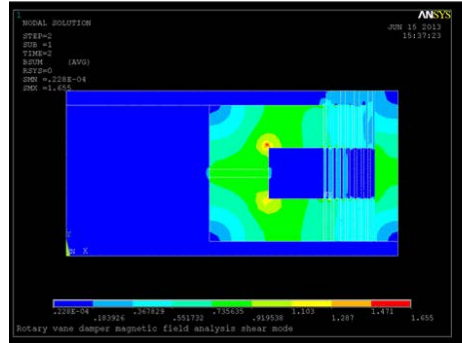 1
NODAL SOLUTION
STEP=2
SUB =1
TIME=2
BSUM (AVG)
RSYS=0
SMN =.228E-04
SMX =1.655
ANSYS
JUN 15 2013
15:37:23
X
.228E-04 .183926 .367829 .551732 .735635 .919538 1.103 1.287 1.471 1.655
Rotary vane damper magnetic field analysis shear mode